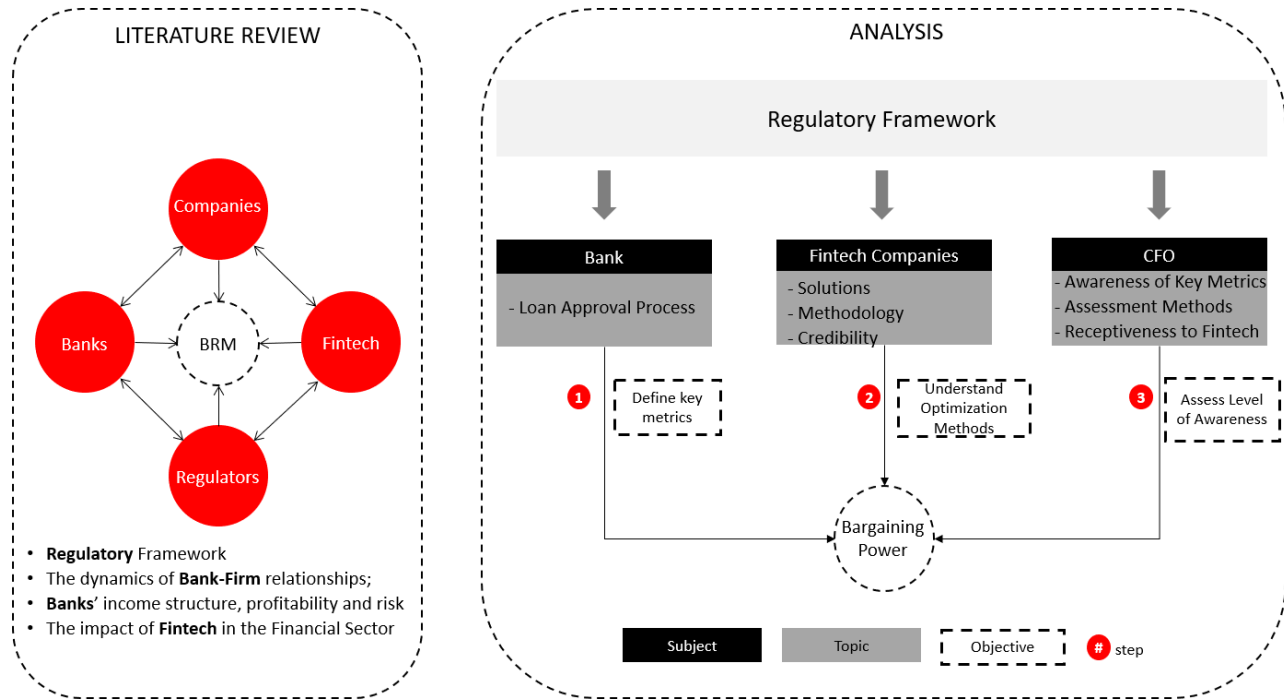 LITERATURE REVIEW
Companies
Banks
BRM
Fintech
Regulators
• Regulatory Framework
• The dynamics of Bank-Firm relationships;
• Banks' income structure, profitability and risk
• The impact of Fintech in the Financial Sector
ANALYSIS
Regulatory Framework
Bank
- Loan Approval Process
Fintech Companies
- Solutions
- Methodology
- Credibility
CFO
- Awareness of Key Metrics
- Assessment Methods
- Receptiveness to Fintech
1
Define key
metrics
2
Understand
Optimization
Methods
3
Assess Level
of Awareness
Bargaining
Power
Subject
Topic
Objective
# step